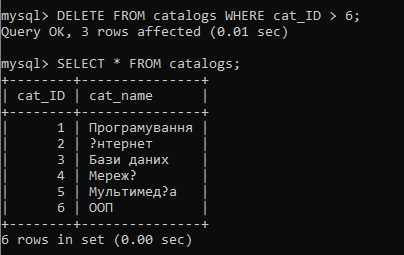 mysql> DELETE FROM catalogs WHERE cat_ID > 6;
Query OK, 3 rows affected (0.01 sec)
mysql> SELECT * FROM catalogs;
+--------+---------------+
| cat_ID | cat_name      |
+--------+---------------+
|      1 | Програмування |
|      2 | ?нтернет      |
|      3 | Бази даних    |
|      4 | Мереж?        |
|      5 | Мультимед?а   |
|      6 | ООП           |
+--------+---------------+
6 rows in set (0.00 sec)